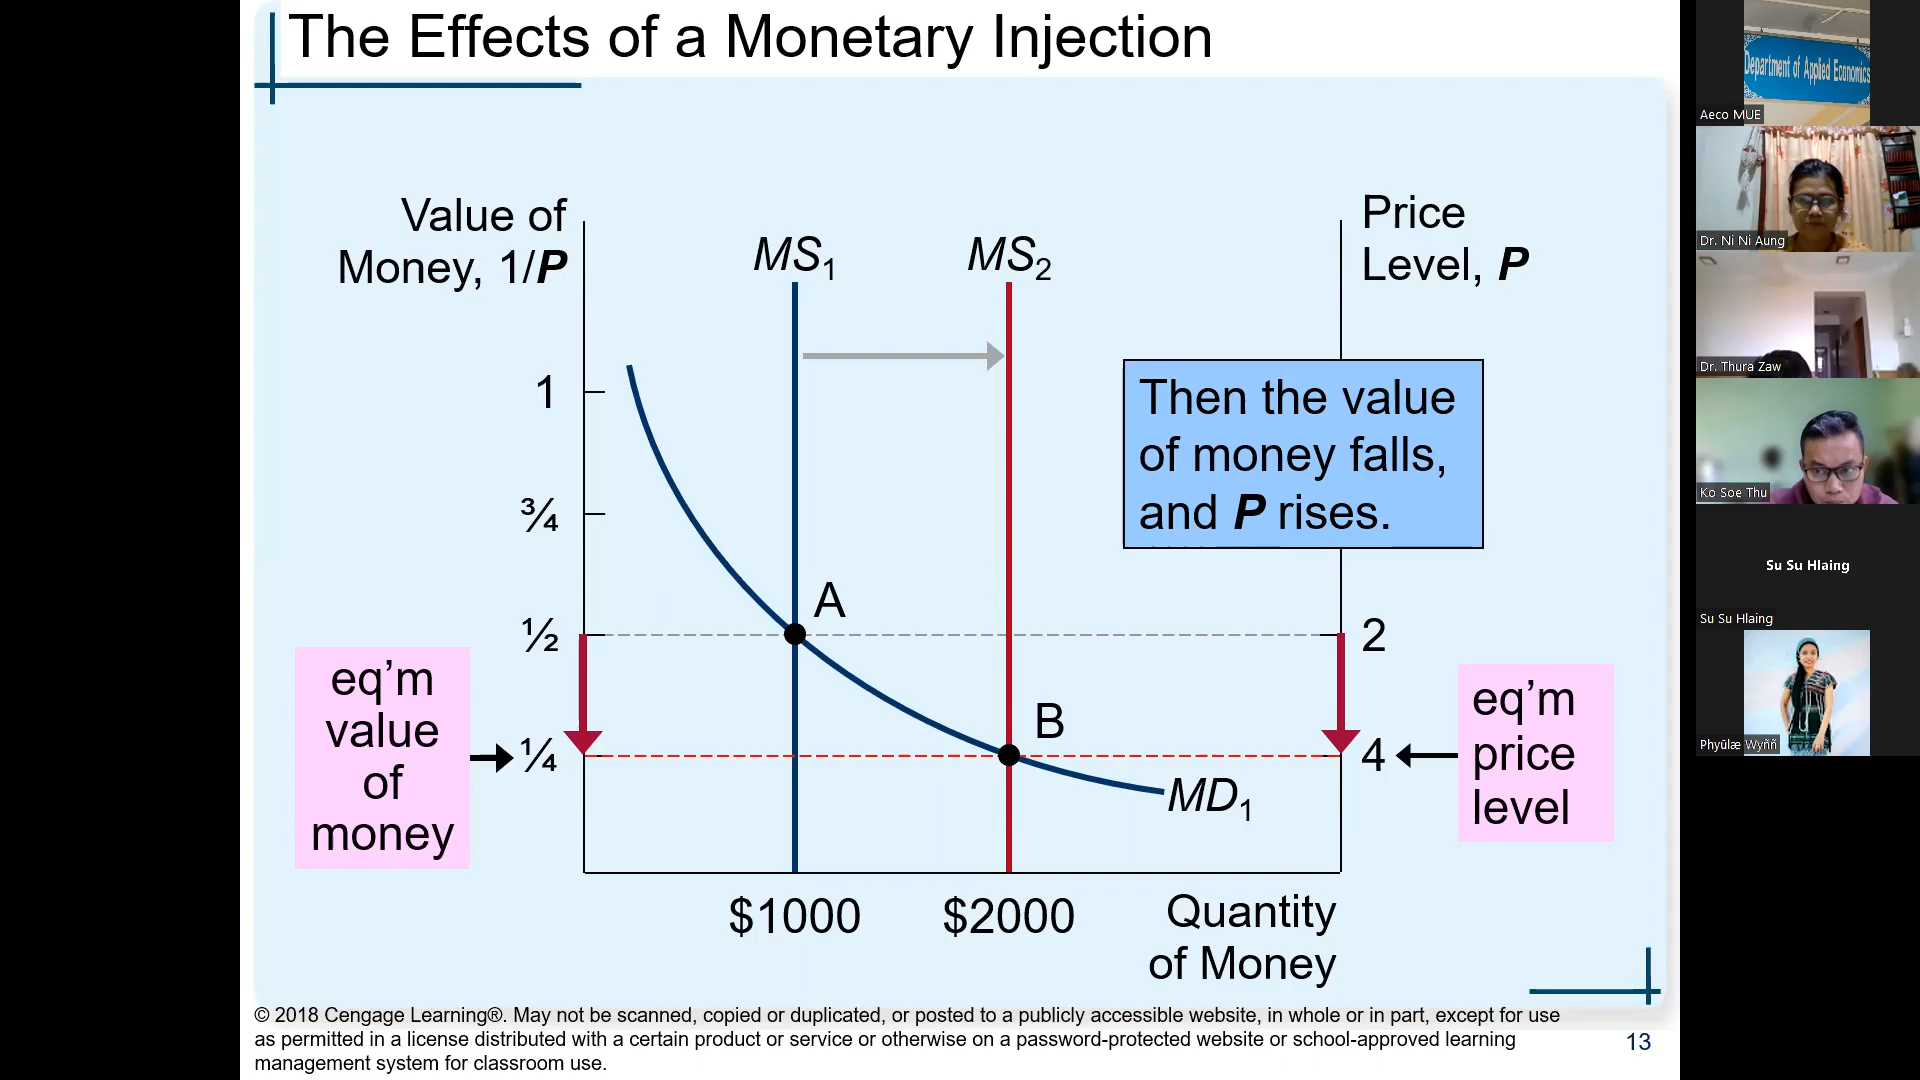 The Effects of a Monetary Injection
Value of
Money, 1/P
MS1
MS2
Price
Level, P
1
¾
½
¼
A
B
Then the value
of money falls,
and P rises.
2
4
eq’m
value
of
money
eq’m
price
level
MD1
$1000
$2000
Quantity
of Money
© 2018 Cengage Learning®. May not be scanned, copied or duplicated, or posted to a publicly accessible website, in whole or in part, except for use
as permitted in a license distributed with a certain product or service or otherwise on a password-protected website or school-approved learning
management system for classroom use.
13
Department of Applied Economics
Aeco MUE
Dr. Ni Ni Aung
Dr. Thura Zaw
Ko Soe Thu
Su Su Hlaing
Su Su Hlaing
Phyūlæ Wyññ